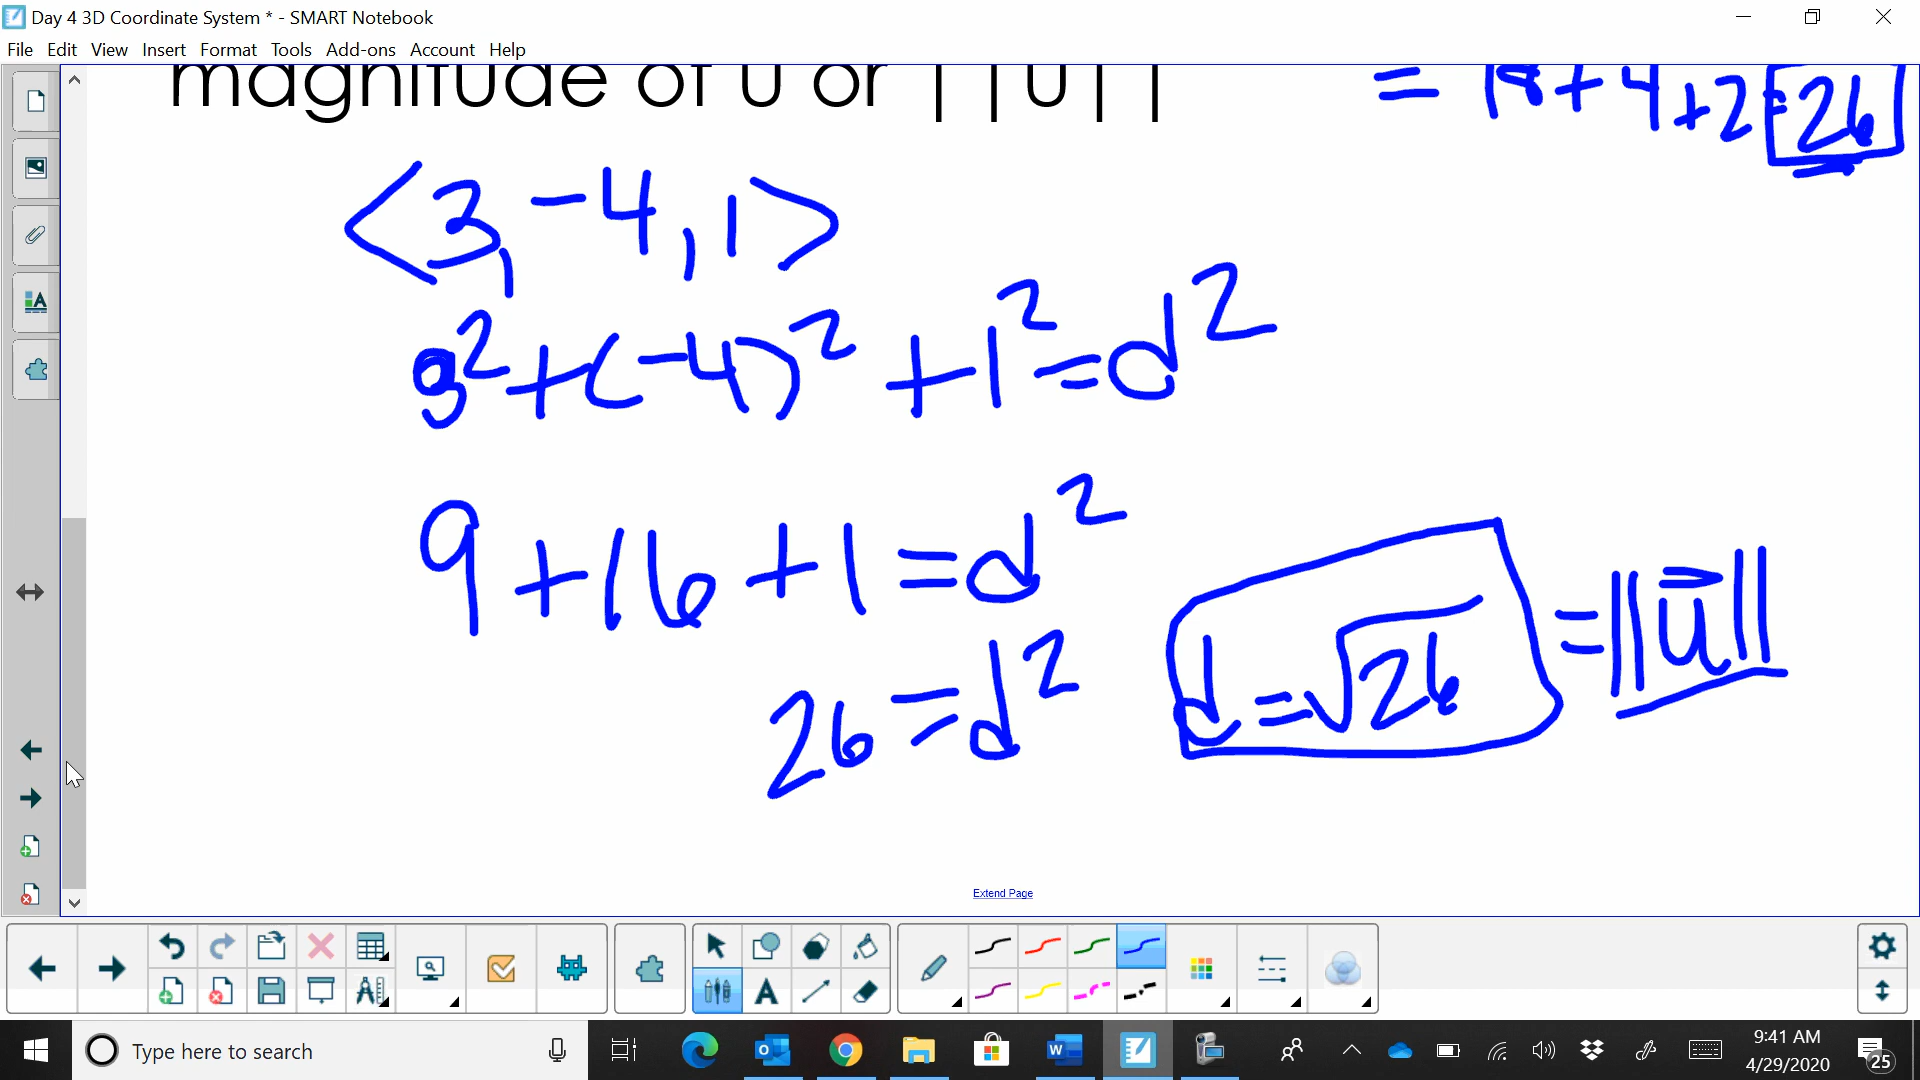 Day 4 3D Coordinate System * - SMART Notebook
File Edit View Insert Format Tools Add-ons Account Help
magnitude of u or ||u||
= 18+4+2 = 26
<3, -4, 1>
3² + (-4)² + 1² = d²
9 + 16 + 1 = d²
26 = d²
d = √26 = ||u⃗||
Extend Page
Type here to search
9:41 AM
4/29/2020
25